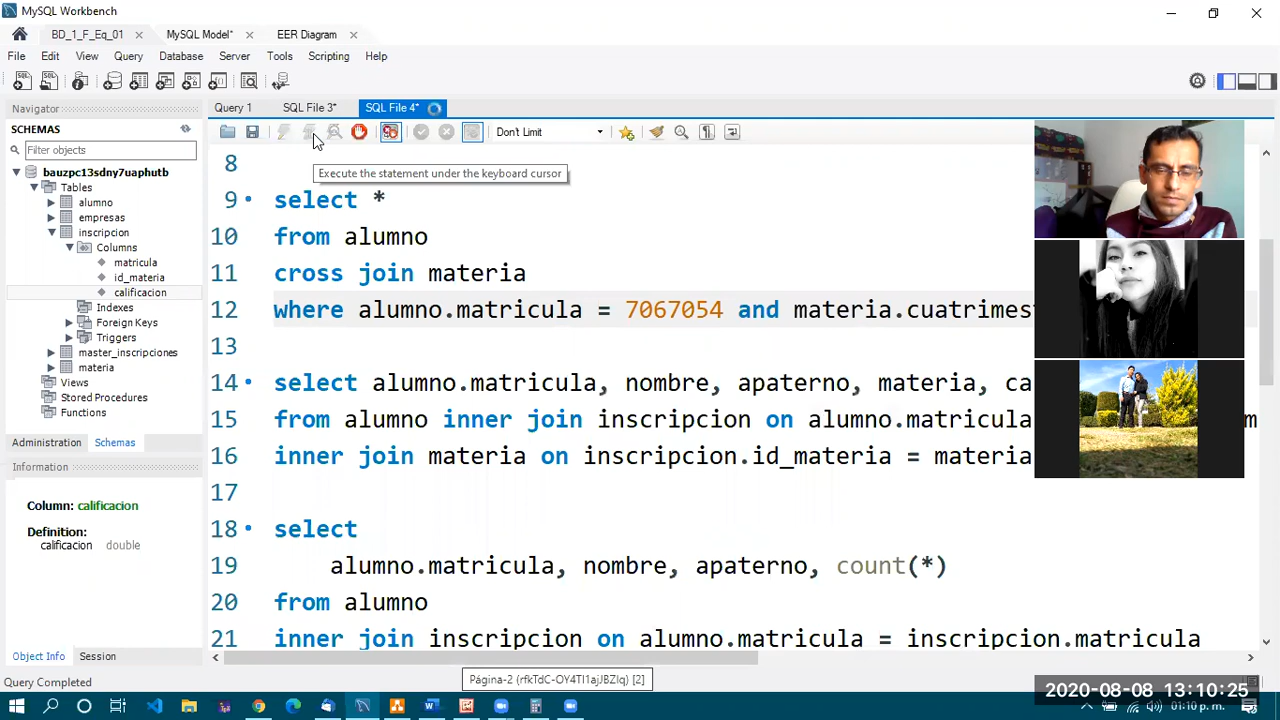 MySQL Workbench
BD_1_F_Eq_01
MySQL Model*
EER Diagram
File Edit View Query Database Server Tools Scripting Help
Navigator
Query 1
SQL File 3*
SQL File 4*
SCHEMAS
Don't Limit
Filter objects
Execute the statement under the keyboard cursor
bauzpc13sdny7uaphutb
Tables
alumno
empresas
inscripcion
Columns
matricula
id_materia
calificacion
Indexes
Foreign Keys
Triggers
master_inscripciones
materia
Views
Stored Procedures
Functions
Administration Schemas
Information
Column: calificacion
Definition:
calificacion double
Object Info Session
8
9 select *
10 from alumno
11 cross join materia
12 where alumno.matricula = 7067054 and materia.cuatrimest
13
14 select alumno.matricula, nombre, apaterno, materia, ca
15 from alumno inner join inscripcion on alumno.matricula m
16 inner join materia on inscripcion.id_materia = materia
17
18 select
19 alumno.matricula, nombre, apaterno, count(*)
20 from alumno
21 inner join inscripcion on alumno.matricula = inscripcion.matricula
Query Completed
Página-2 (rfkTdC-OY4Tl1ajJBZlq) [2]
2020-08-08 13:10:25
01:10 p. m.